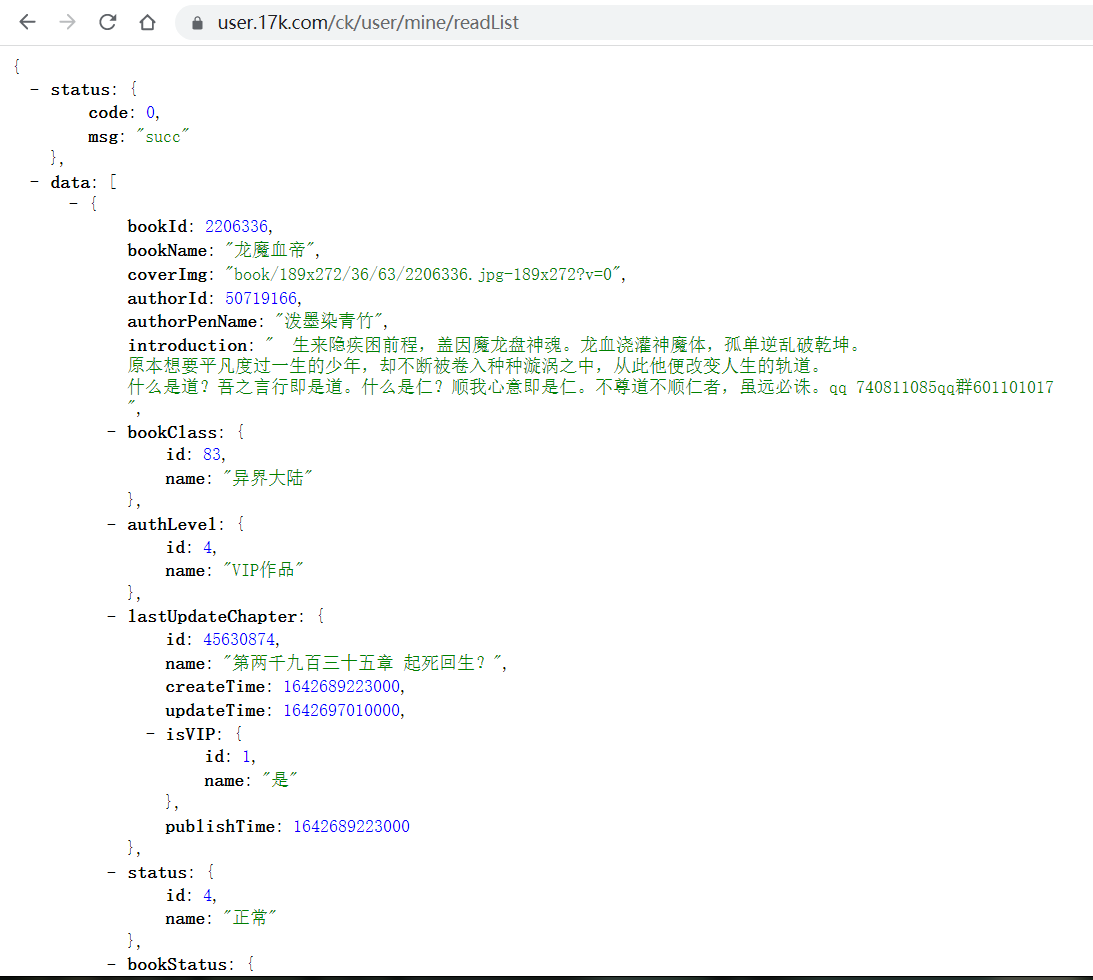 user.17k.com/ck/user/mine/readList
{
- status: {
code: 0,
msg: "succ"
},
- data: [
- {
bookId: 2206336,
bookName: "龙魔血帝",
coverImg: "book/189x272/36/63/2206336.jpg-189x272?v=0",
authorId: 50719166,
authorPenName: "泼墨染青竹",
introduction: "  生来隐疾困前程，盖因魔龙盘神魂。龙血浇灌神魔体，孤单逆乱破乾坤。
原本想要平凡度过一生的少年，却不断被卷入种种漩涡之中，从此他便改变人生的轨道。
什么是道？吾之言行即是道。什么是仁？顺我心意即是仁。不尊道不顺仁者，虽远必诛。qq 740811085qq群601101017
",
- bookClass: {
id: 83,
name: "异界大陆"
},
- authLevel: {
id: 4,
name: "VIP作品"
},
- lastUpdateChapter: {
id: 45630874,
name: "第两千九百三十五章 起死回生？",
createTime: 1642689223000,
updateTime: 1642697010000,
- isVIP: {
id: 1,
name: "是"
},
publishTime: 1642689223000
},
- status: {
id: 4,
name: "正常"
},
- bookStatus: {